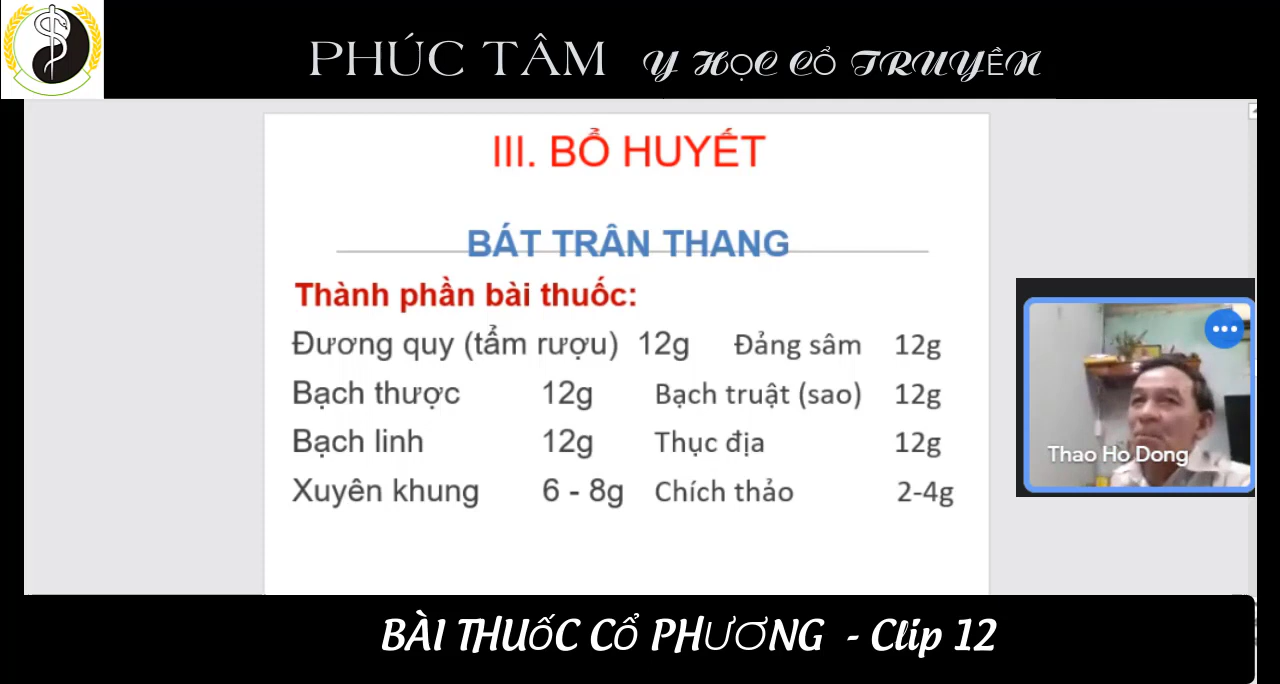 PHÚC TÂM Y HỌC CỔ TRUYỀN
III. BỔ HUYẾT
BÁT TRÂN THANG
Thành phần bài thuốc:
Đương quy (tẩm rượu) 12g Đảng sâm 12g
Bạch thược 12g Bạch truật (sao) 12g
Bạch linh 12g Thục địa 12g
Xuyên khung 6 - 8g Chích thảo 2-4g
Thao Ho Dong
BÀI THUỐC CỔ PHƯƠNG - Clip 12